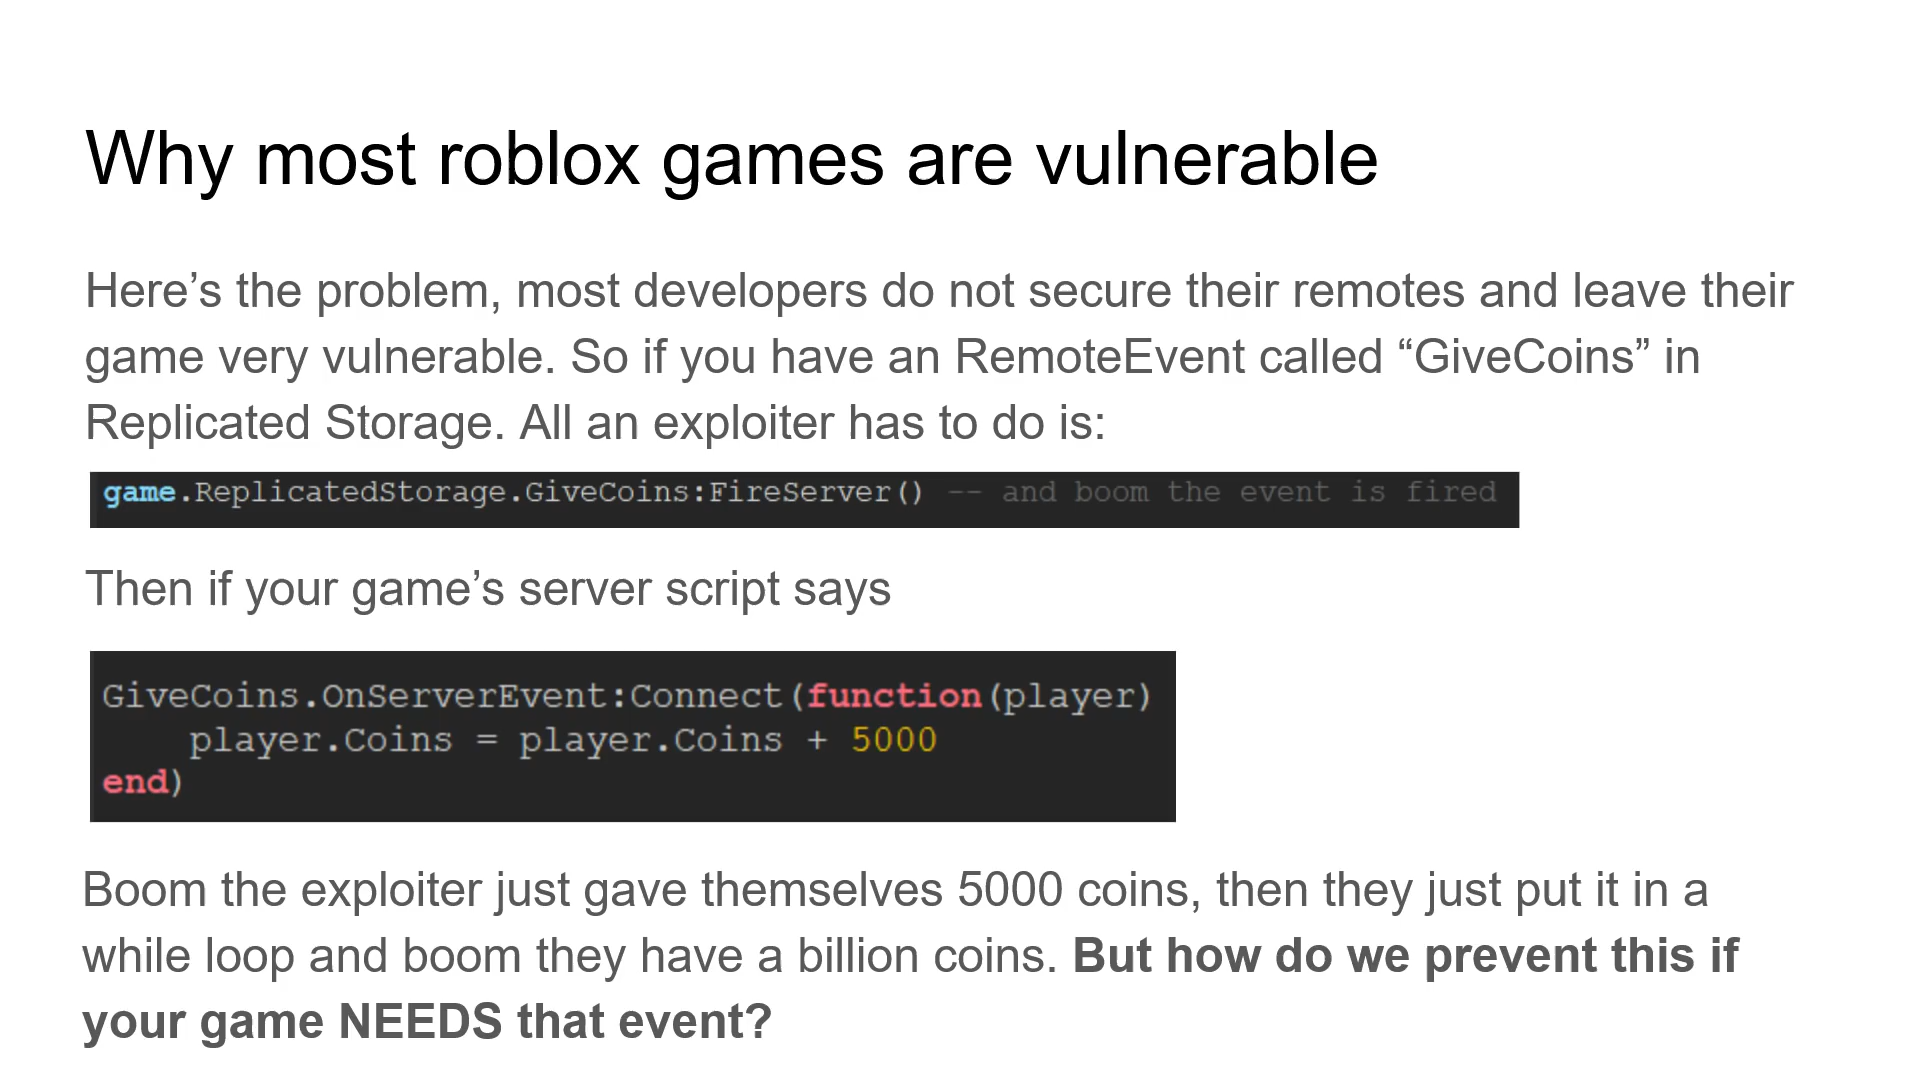 Why most roblox games are vulnerable
Here’s the problem, most developers do not secure their remotes and leave their
game very vulnerable. So if you have an RemoteEvent called “GiveCoins” in
Replicated Storage. All an exploiter has to do is:
game.ReplicatedStorage.GiveCoins:FireServer() -- and boom the event is fired
Then if your game’s server script says
GiveCoins.OnServerEvent:Connect(function(player)
    player.Coins = player.Coins + 5000
end)
Boom the exploiter just gave themselves 5000 coins, then they just put it in a
while loop and boom they have a billion coins. But how do we prevent this if
your game NEEDS that event?